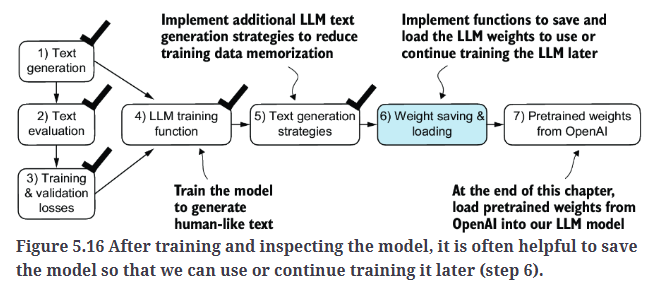 Implement additional LLM text
generation strategies to reduce
training data memorization
Implement functions to save and
load the LLM weights to use or
continue training the LLM later
1) Text
generation
2) Text
evaluation
3) Training
& validation
losses
4) LLM training
function
5) Text generation
strategies
6) Weight saving &
loading
7) Pretrained weights
from OpenAI
Train the model
to generate
human-like text
At the end of this chapter,
load pretrained weights from
OpenAI into our LLM model
Figure 5.16 After training and inspecting the model, it is often helpful to save
the model so that we can use or continue training it later (step 6).